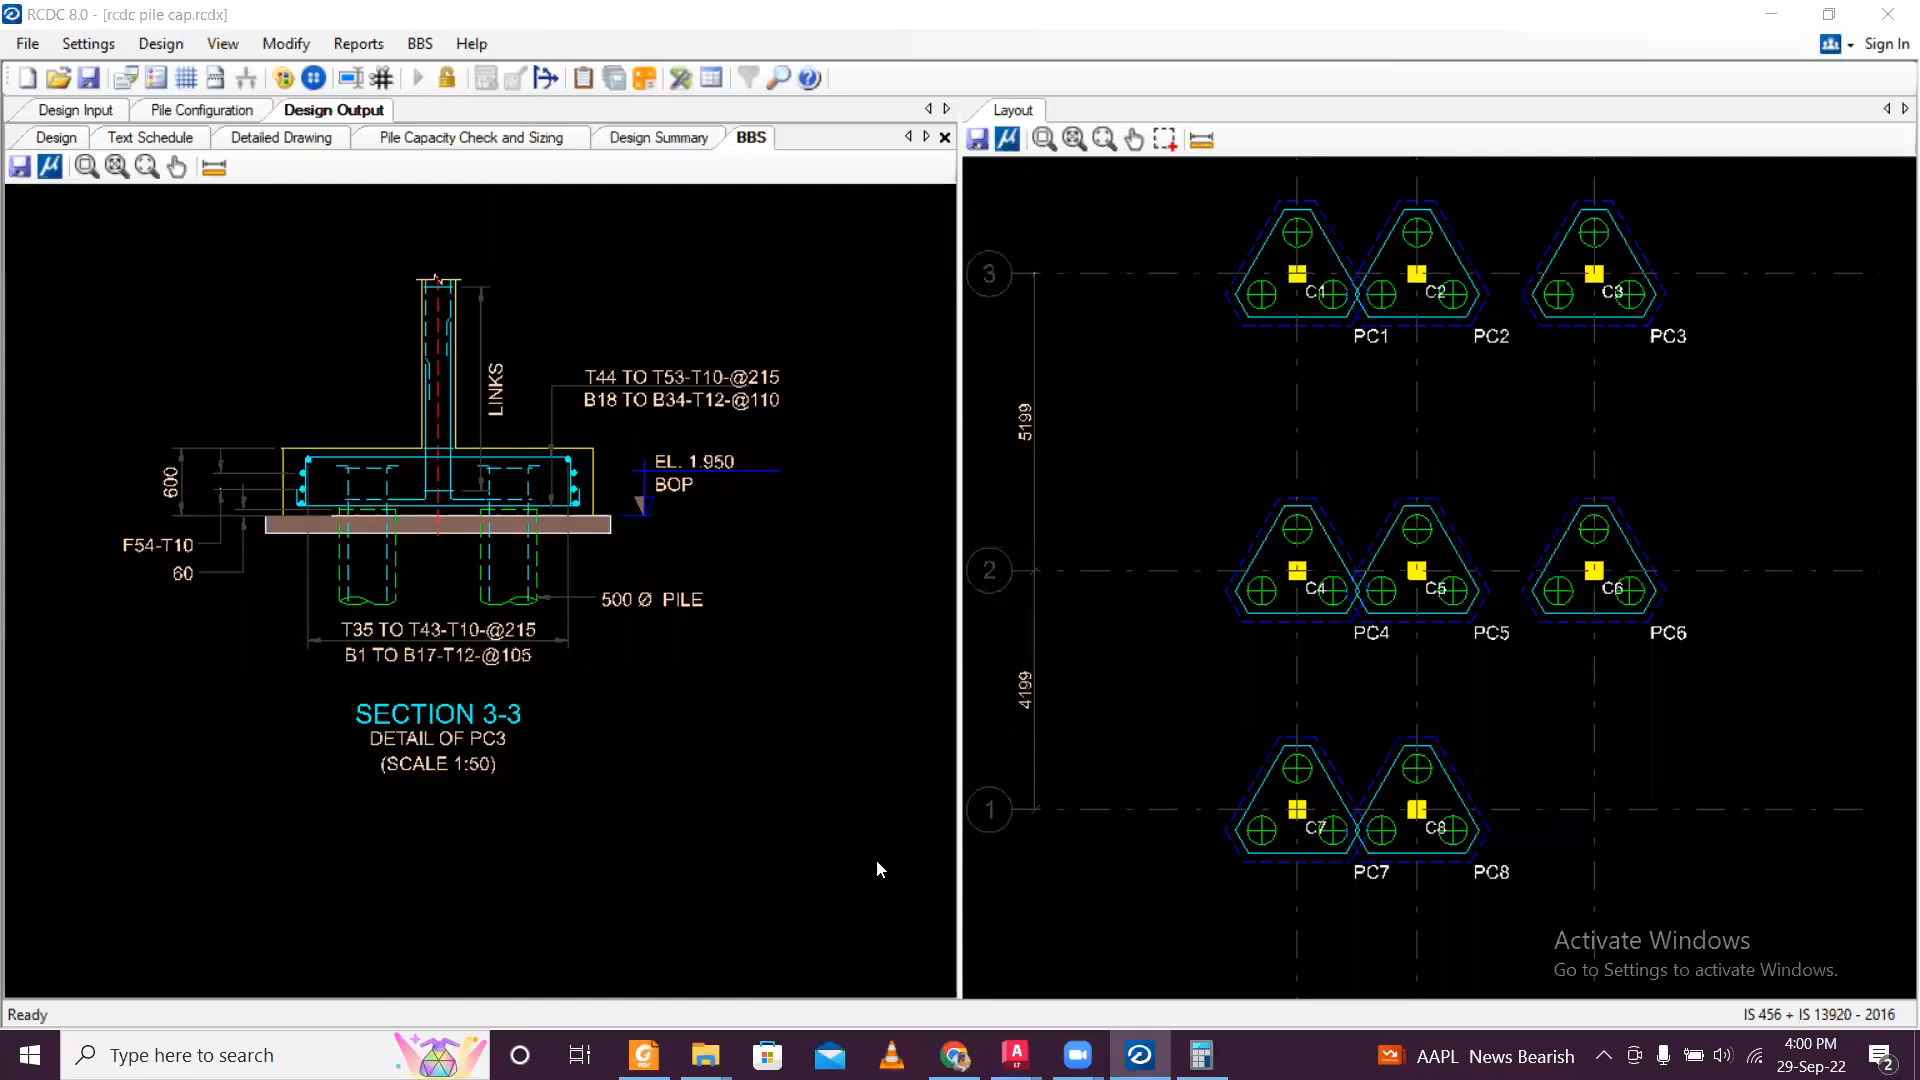 RCDC 8.0 - [rcdc pile cap.rcdx]
File Settings Design View Modify Reports BBS Help
Sign In
Design Input Pile Configuration Design Output
Layout
Design Text Schedule Detailed Drawing Pile Capacity Check and Sizing Design Summary BBS
LINKS
T44 TO T53-T10-@215
B18 TO B34-T12-@110
600
EL. 1.950
BOP
F54-T10
60
500 Ø PILE
T35 TO T43-T10-@215
B1 TO B17-T12-@105
SECTION 3-3
DETAIL OF PC3
(SCALE 1:50)
3
C1 C2 C3
PC1 PC2 PC3
5199
2
C4 C5 C6
PC4 PC5 PC6
4199
1
C7 C8
PC7 PC8
Activate Windows
Go to Settings to activate Windows.
Ready
IS 456 + IS 13920 - 2016
Type here to search
AAPL News Bearish
4:00 PM
29-Sep-22
2